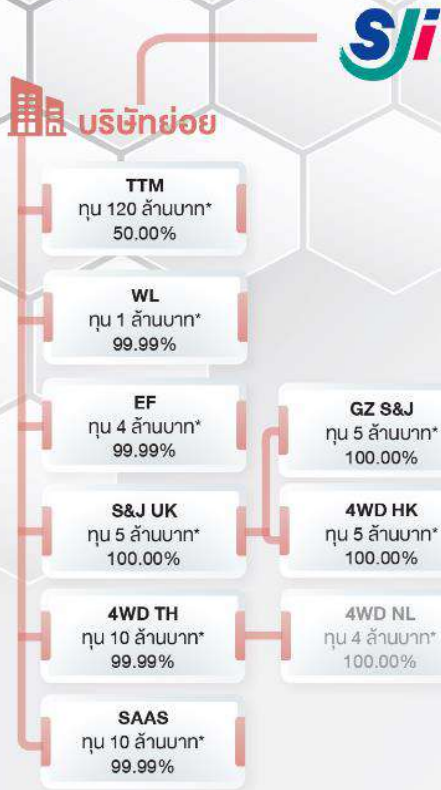 SJi
บริษัทย่อย
TTM
ทุน 120 ล้านบาท*
50.00%
WL
ทุน 1 ล้านบาท*
99.99%
EF
ทุน 4 ล้านบาท*
99.99%
GZ S&J
ทุน 5 ล้านบาท*
100.00%
S&J UK
ทุน 5 ล้านบาท*
100.00%
4WD HK
ทุน 5 ล้านบาท*
100.00%
4WD TH
ทุน 10 ล้านบาท*
99.99%
4WD NL
ทุน 4 ล้านบาท*
100.00%
SAAS
ทุน 10 ล้านบาท*
99.99%